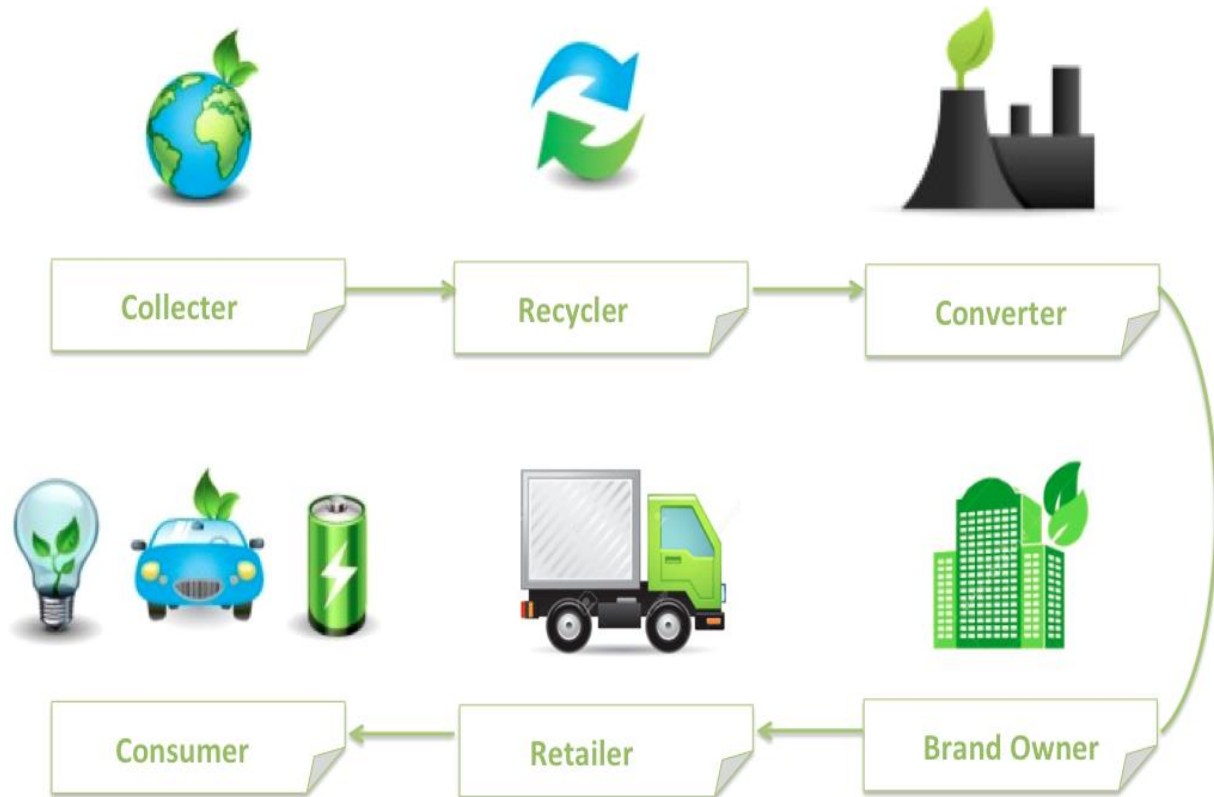 Collecter
Recycler
Converter
Brand Owner
Retailer
Consumer